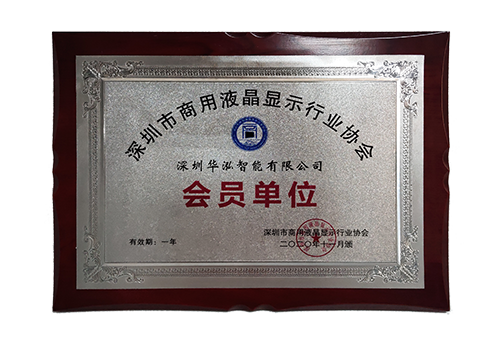 深圳市商用液晶显示行业协会
深圳华泓智能有限公司
会员单位
有效期：一年
深圳市商用液晶显示行业协会
二〇二〇年十一月颁